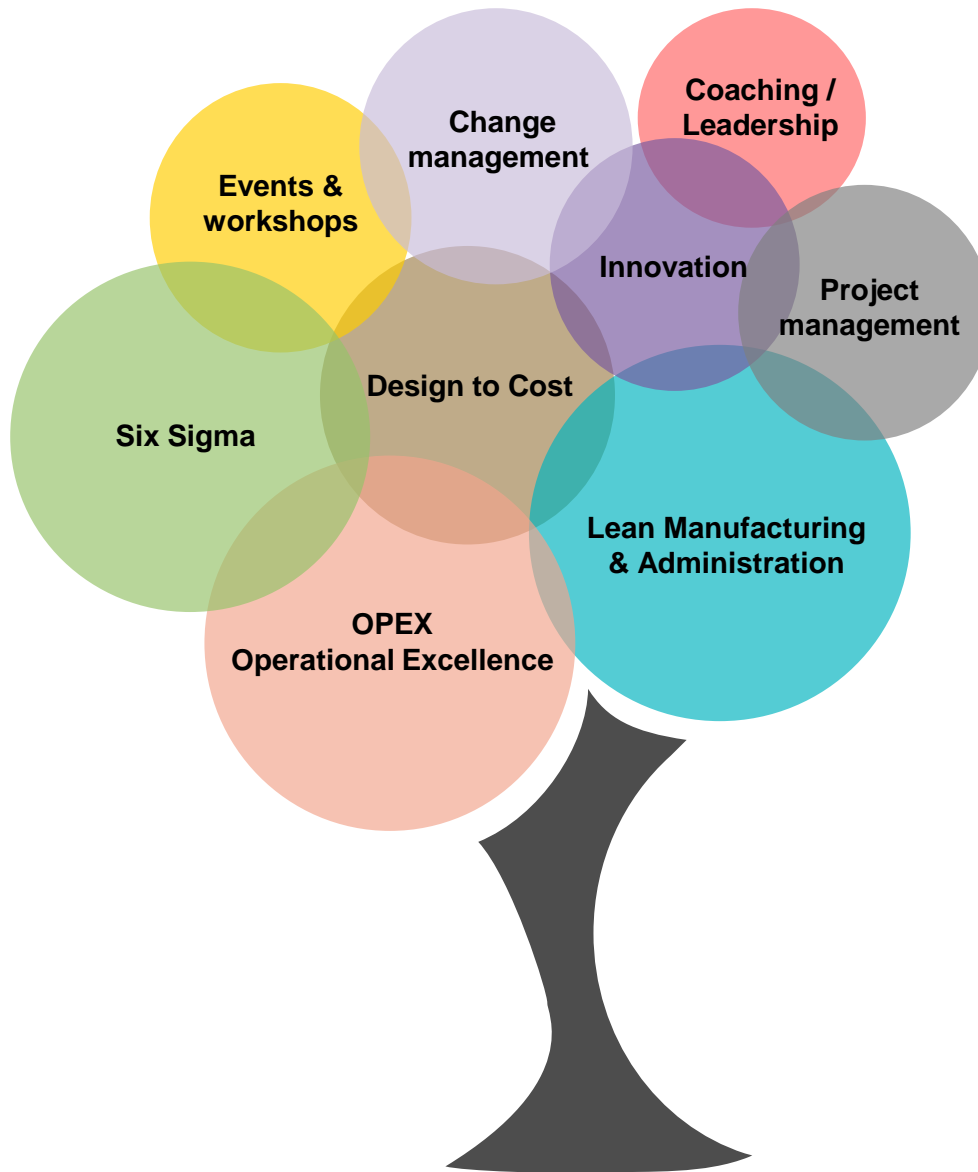 Coaching /
Leadership
Change
management
Events &
workshops
Innovation
Project
management
Design to Cost
Six Sigma
Lean Manufacturing
& Administration
OPEX
Operational Excellence